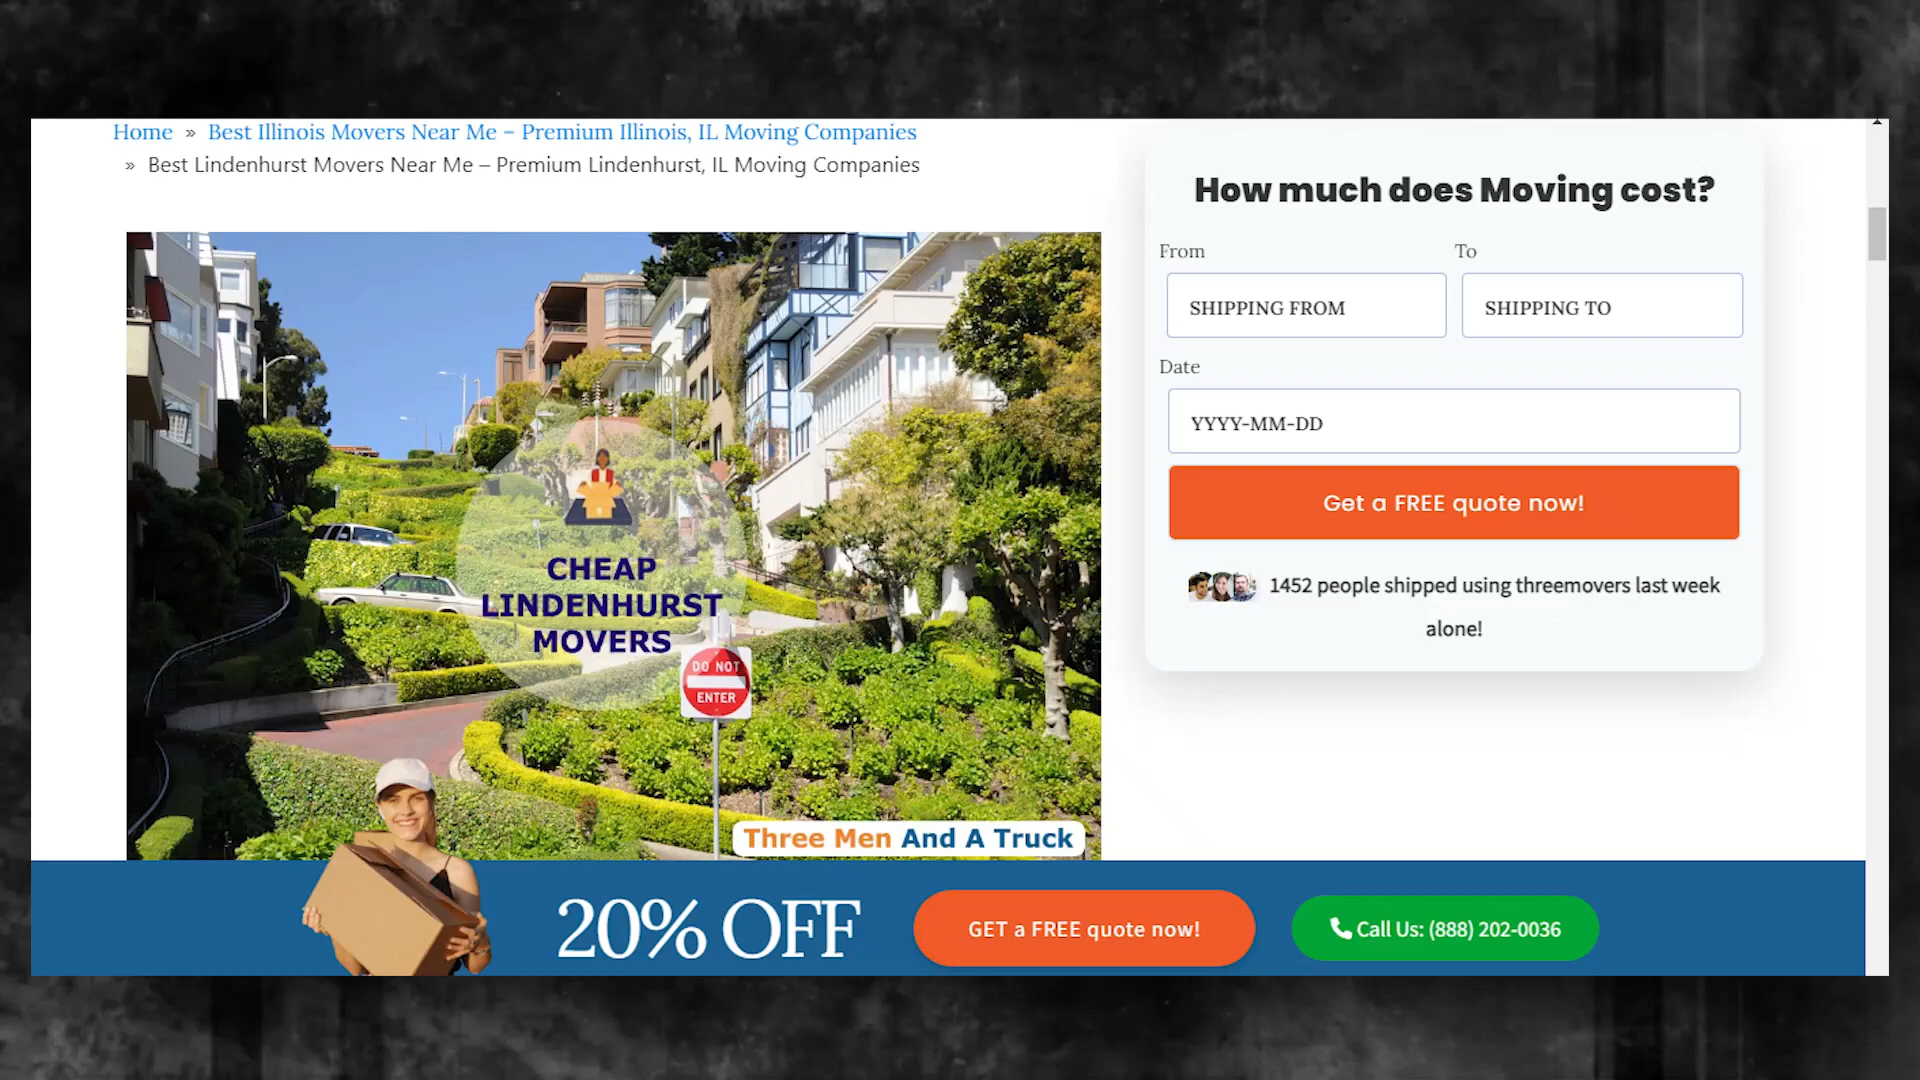 Home » Best Illinois Movers Near Me – Premium Illinois, IL Moving Companies
» Best Lindenhurst Movers Near Me – Premium Lindenhurst, IL Moving Companies
CHEAP
LINDENHURST
MOVERS
DO NOT
ENTER
Three Men And A Truck
How much does Moving cost?
From To
SHIPPING FROM SHIPPING TO
Date
YYYY-MM-DD
Get a FREE quote now!
1452 people shipped using threemovers last week
alone!
20% OFF GET a FREE quote now! Call Us: (888) 202-0036